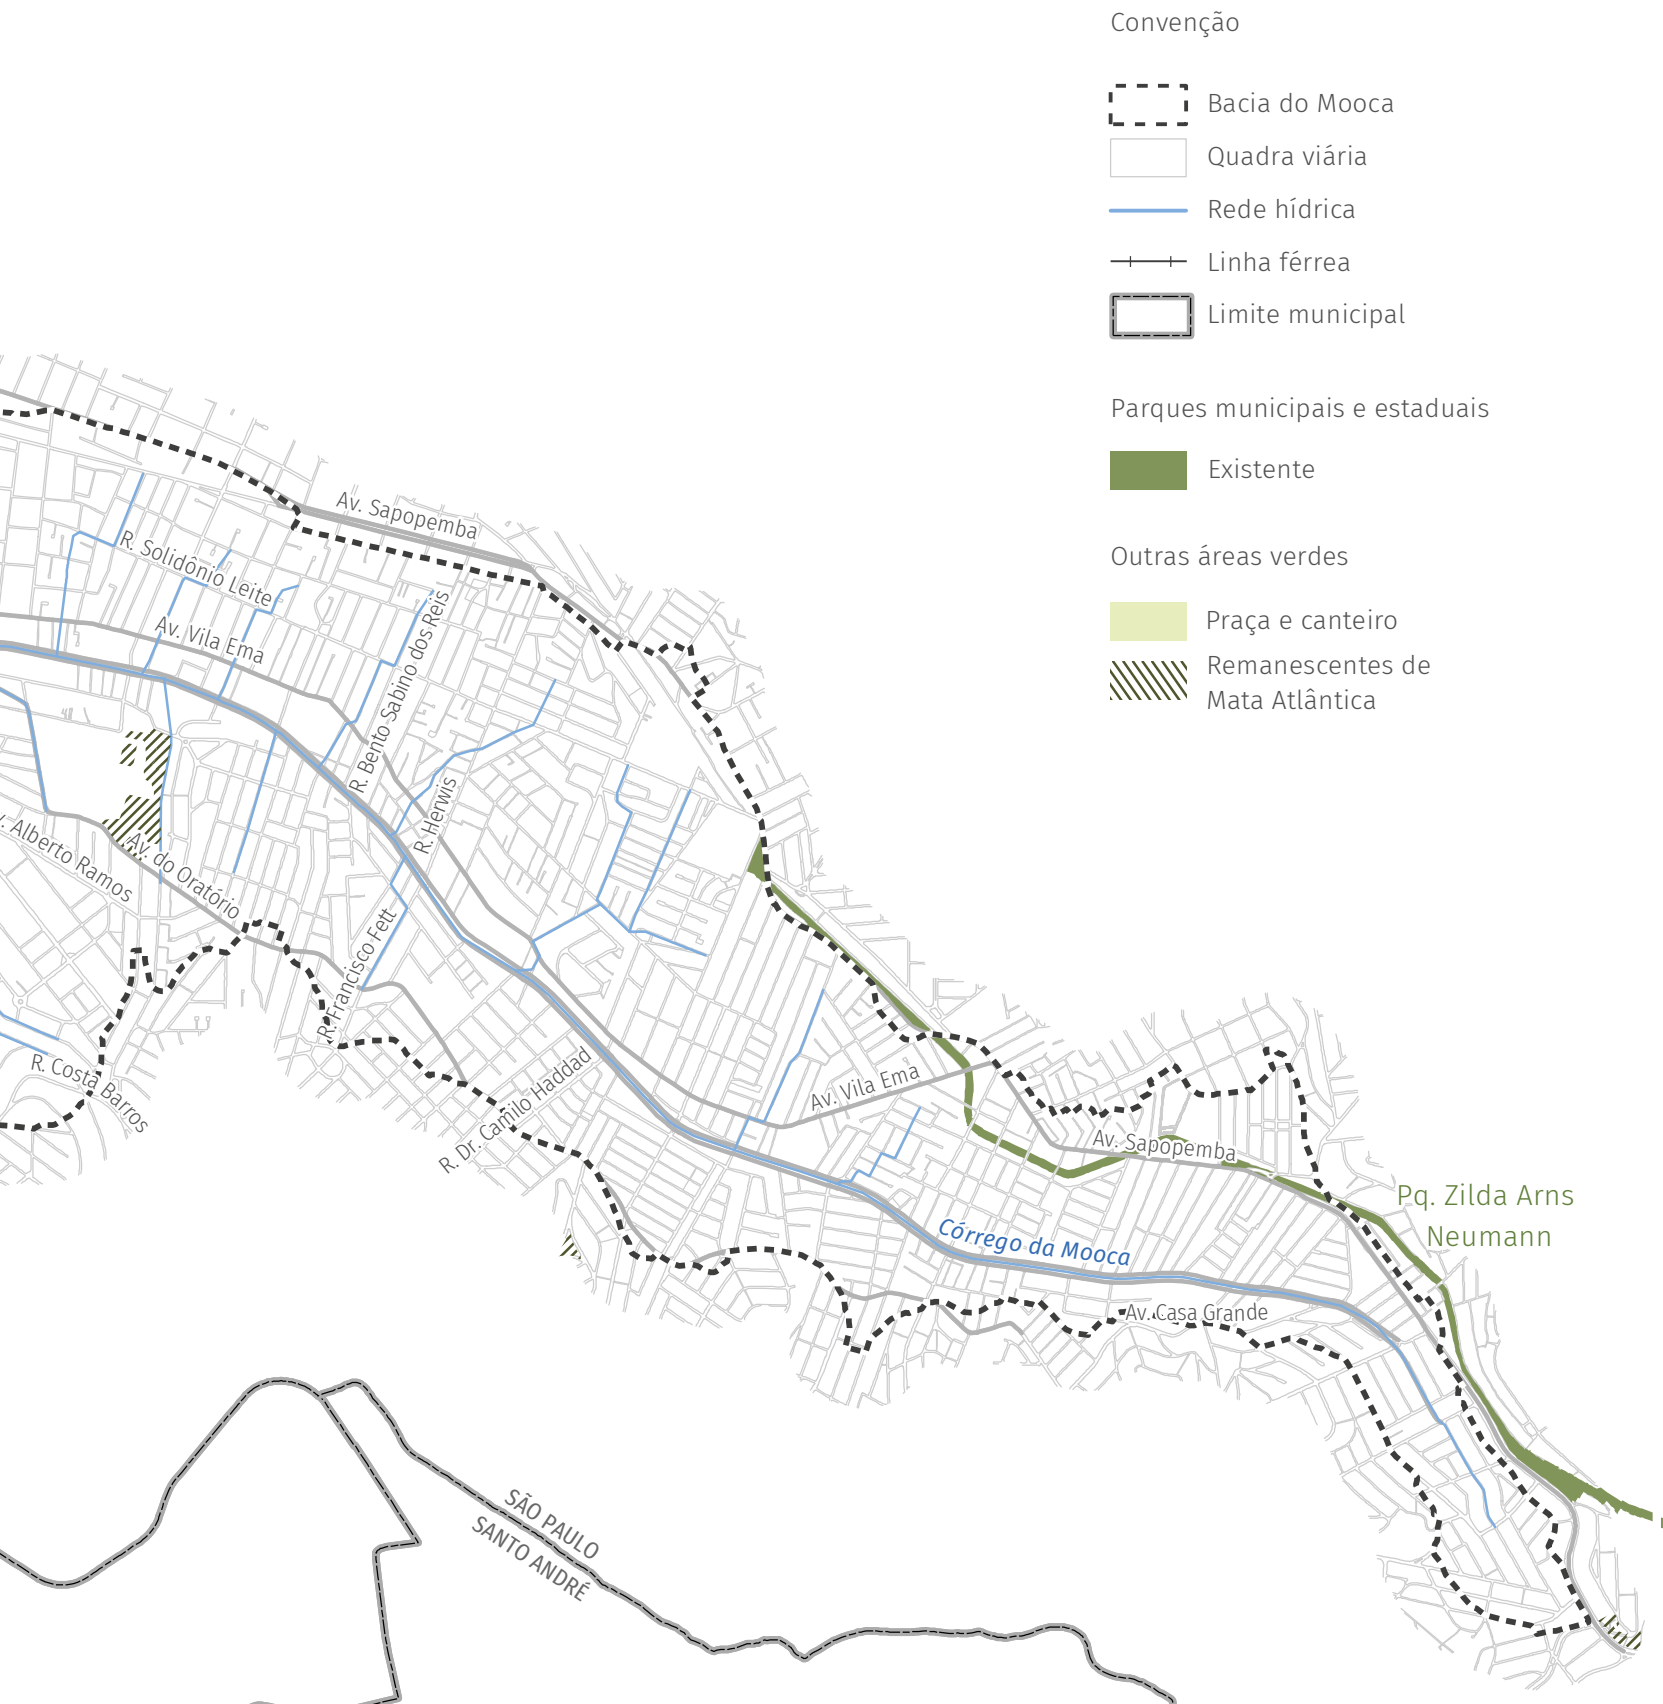 Convenção
Bacia do Mooca
Quadra viária
Rede hídrica
Linha férrea
Limite municipal
Parques municipais e estaduais
Existente
Outras áreas verdes
Praça e canteiro
Remanescentes de
Mata Atlântica
Av. Sapopemba
R. Solidônio Leite
Av. Vila Ema
R. Bento Sabino dos Reis
R. Herwis
. Alberto Ramos
Av. do Oratório
R. Francisco Fett
R. Costa Barros
R. Dr. Camilo Haddad
Av. Vila Ema
Av. Sapopemba
Pq. Zilda Arns
Neumann
Córrego da Mooca
Av. Casa Grande
SÃO PAULO
SANTO ANDRÉ